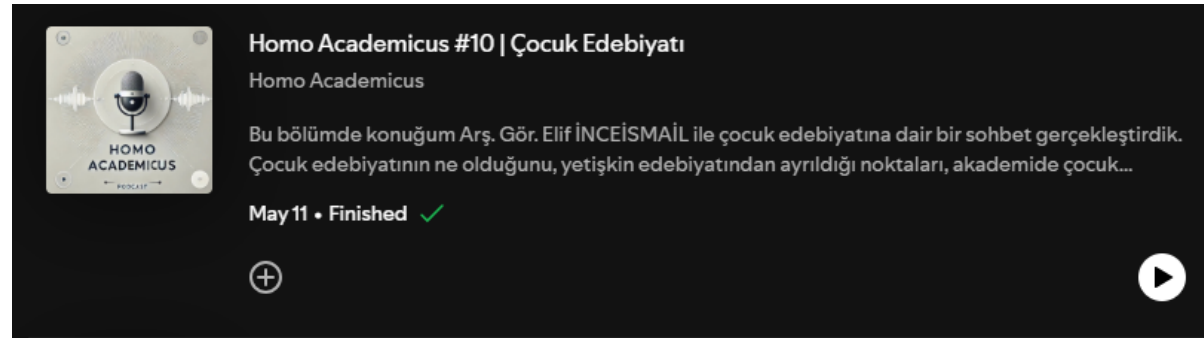 HOMO
ACADEMICUS
PODCAST
Homo Academicus #10 | Çocuk Edebiyatı
Homo Academicus
Bu bölümde konuğum Arş. Gör. Elif İNCEİSMAİL ile çocuk edebiyatına dair bir sohbet gerçekleştirdik.
Çocuk edebiyatının ne olduğunu, yetişkin edebiyatından ayrıldığı noktaları, akademide çocuk...
May 11 • Finished